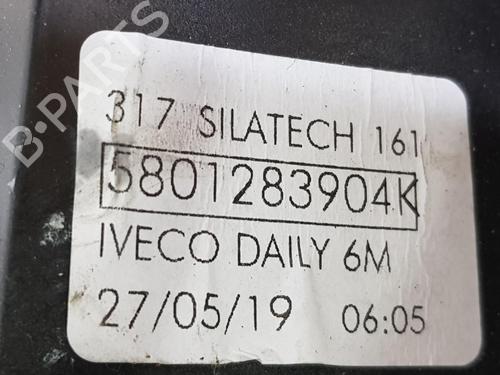 B-PARTS
317 SILATECH 161
5801283904K
IVECO DAILY 6M
27/05/19 06:05